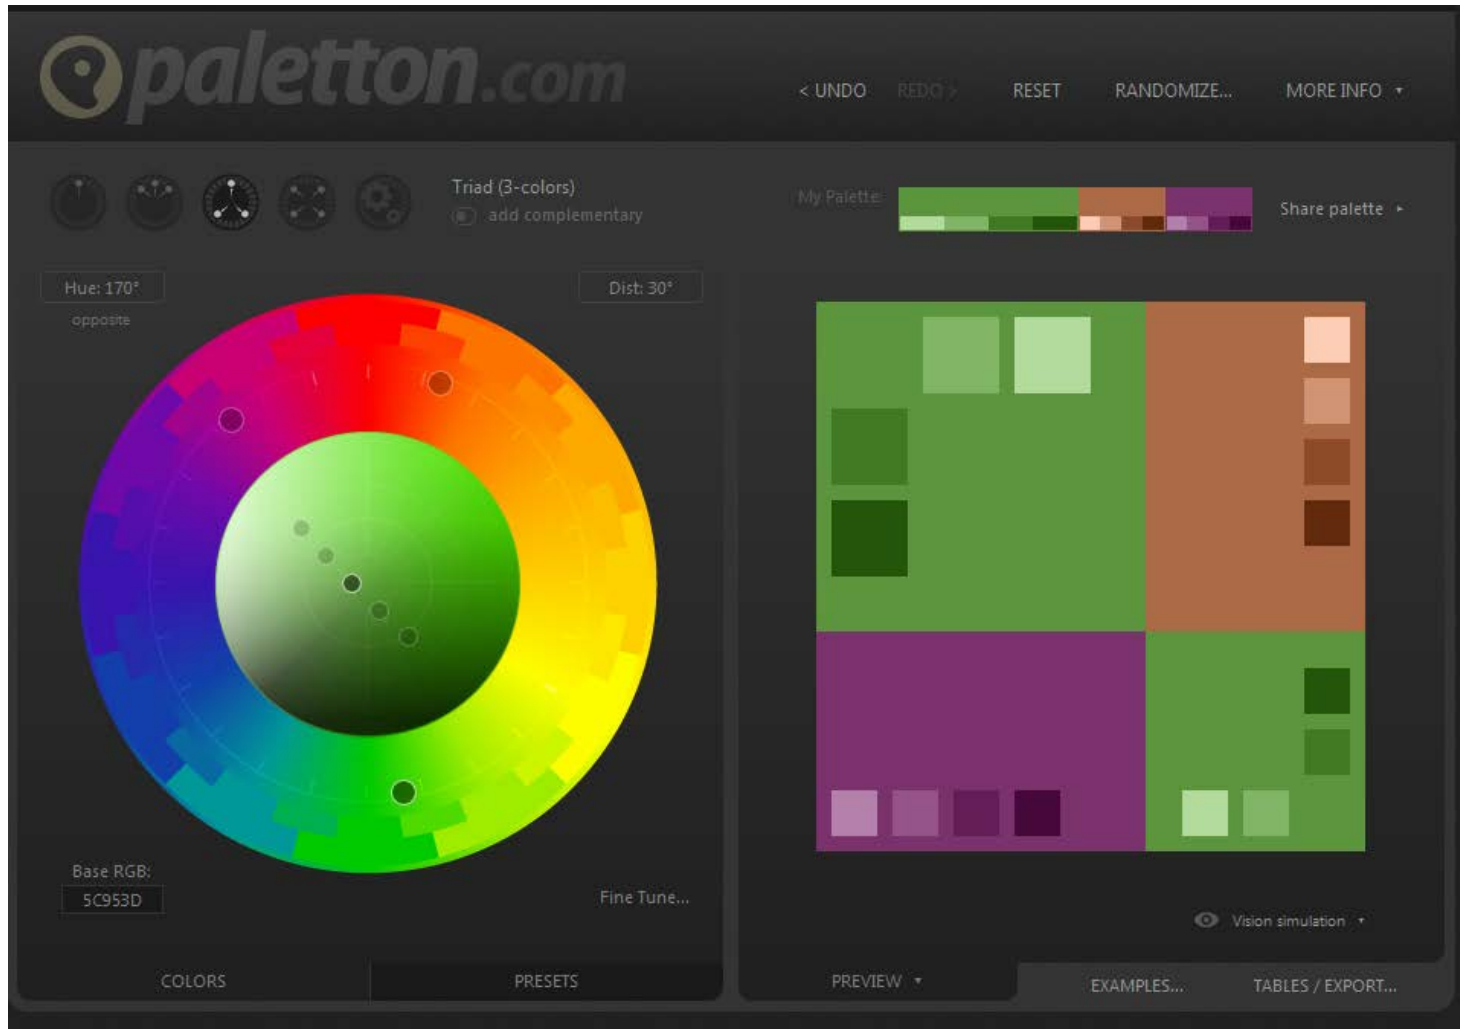 paletton.com
< UNDO REDO > RESET RANDOMIZE... MORE INFO
Triad (3-colors)
add complementary
My Palette:
Share palette
Hue: 170°
opposite
Dist: 30°
Base RGB:
5C953D
Fine Tune...
Vision simulation
COLORS PRESETS
PREVIEW EXAMPLES... TABLES / EXPORT...